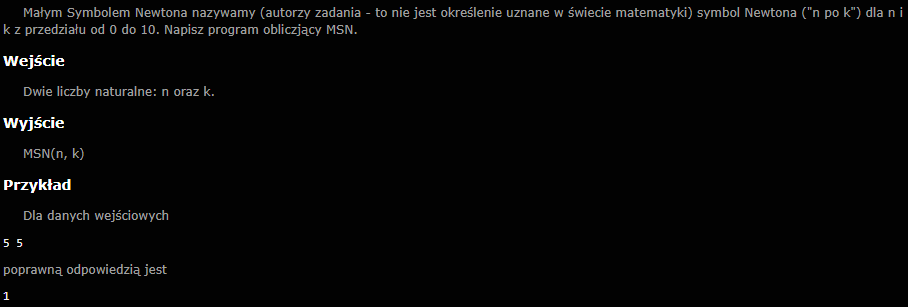 Małym Symbolem Newtona nazywamy (autorzy zadania - to nie jest określenie uznane w świecie matematyki) symbol Newtona ("n po k") dla n i
k z przedziału od 0 do 10. Napisz program obliczjący MSN.
Wejście
Dwie liczby naturalne: n oraz k.
Wyjście
MSN(n, k)
Przykład
Dla danych wejściowych
5 5
poprawną odpowiedzią jest
1